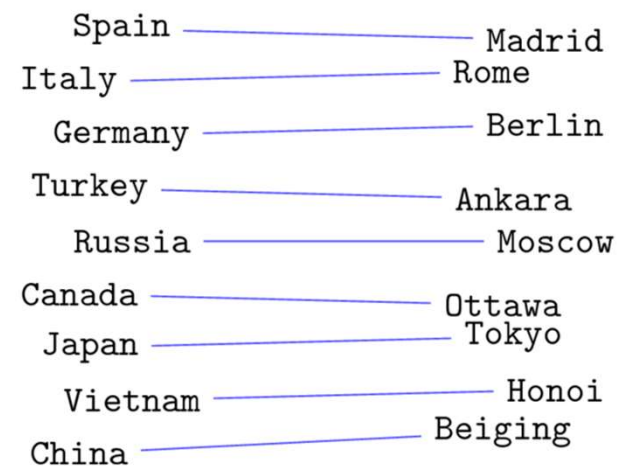 Spain Madrid
Italy Rome
Germany Berlin
Turkey Ankara
Russia Moscow
Canada Ottawa
Japan Tokyo
Vietnam Honoi
China Beiging